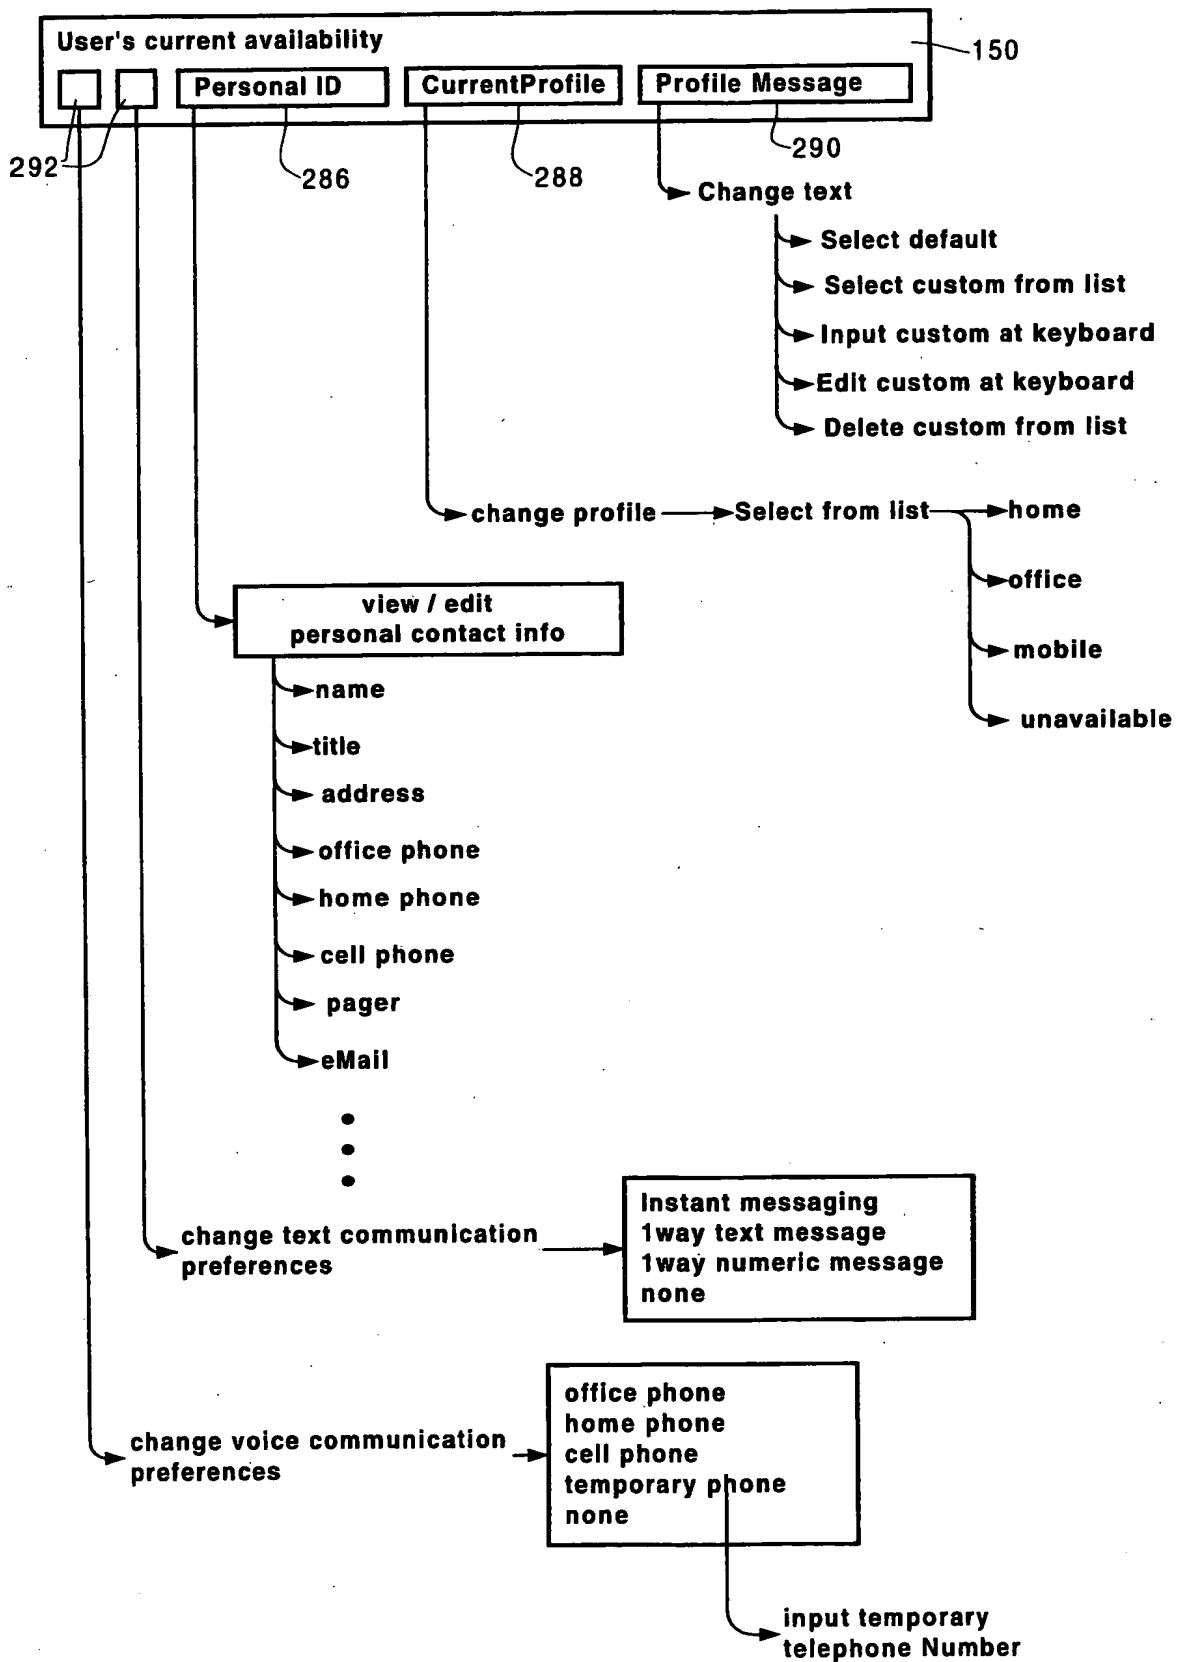 User's current availability
150
Personal ID
CurrentProfile
Profile Message
292
286
288
290
Change text
Select default
Select custom from list
Input custom at keyboard
Edit custom at keyboard
Delete custom from list
change profile
Select from list
home
office
mobile
unavailable
view / edit
personal contact info
name
title
address
office phone
home phone
cell phone
pager
eMail
change text communication
preferences
Instant messaging
1way text message
1way numeric message
none
change voice communication
preferences
office phone
home phone
cell phone
temporary phone
none
input temporary
telephone Number